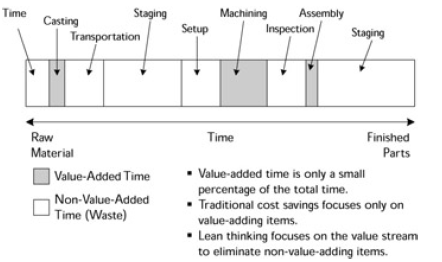 Time
Casting
Transportation
Staging
Setup
Machining
Inspection
Assembly
Staging
Raw
Material
Time
Finished
Parts
Value-Added Time
Non-Value-Added
Time (Waste)
▪ Value-added time is only a small
percentage of the total time.
▪ Traditional cost savings focuses only on
value-adding items.
▪ Lean thinking focuses on the value stream
to eliminate non-value-adding items.